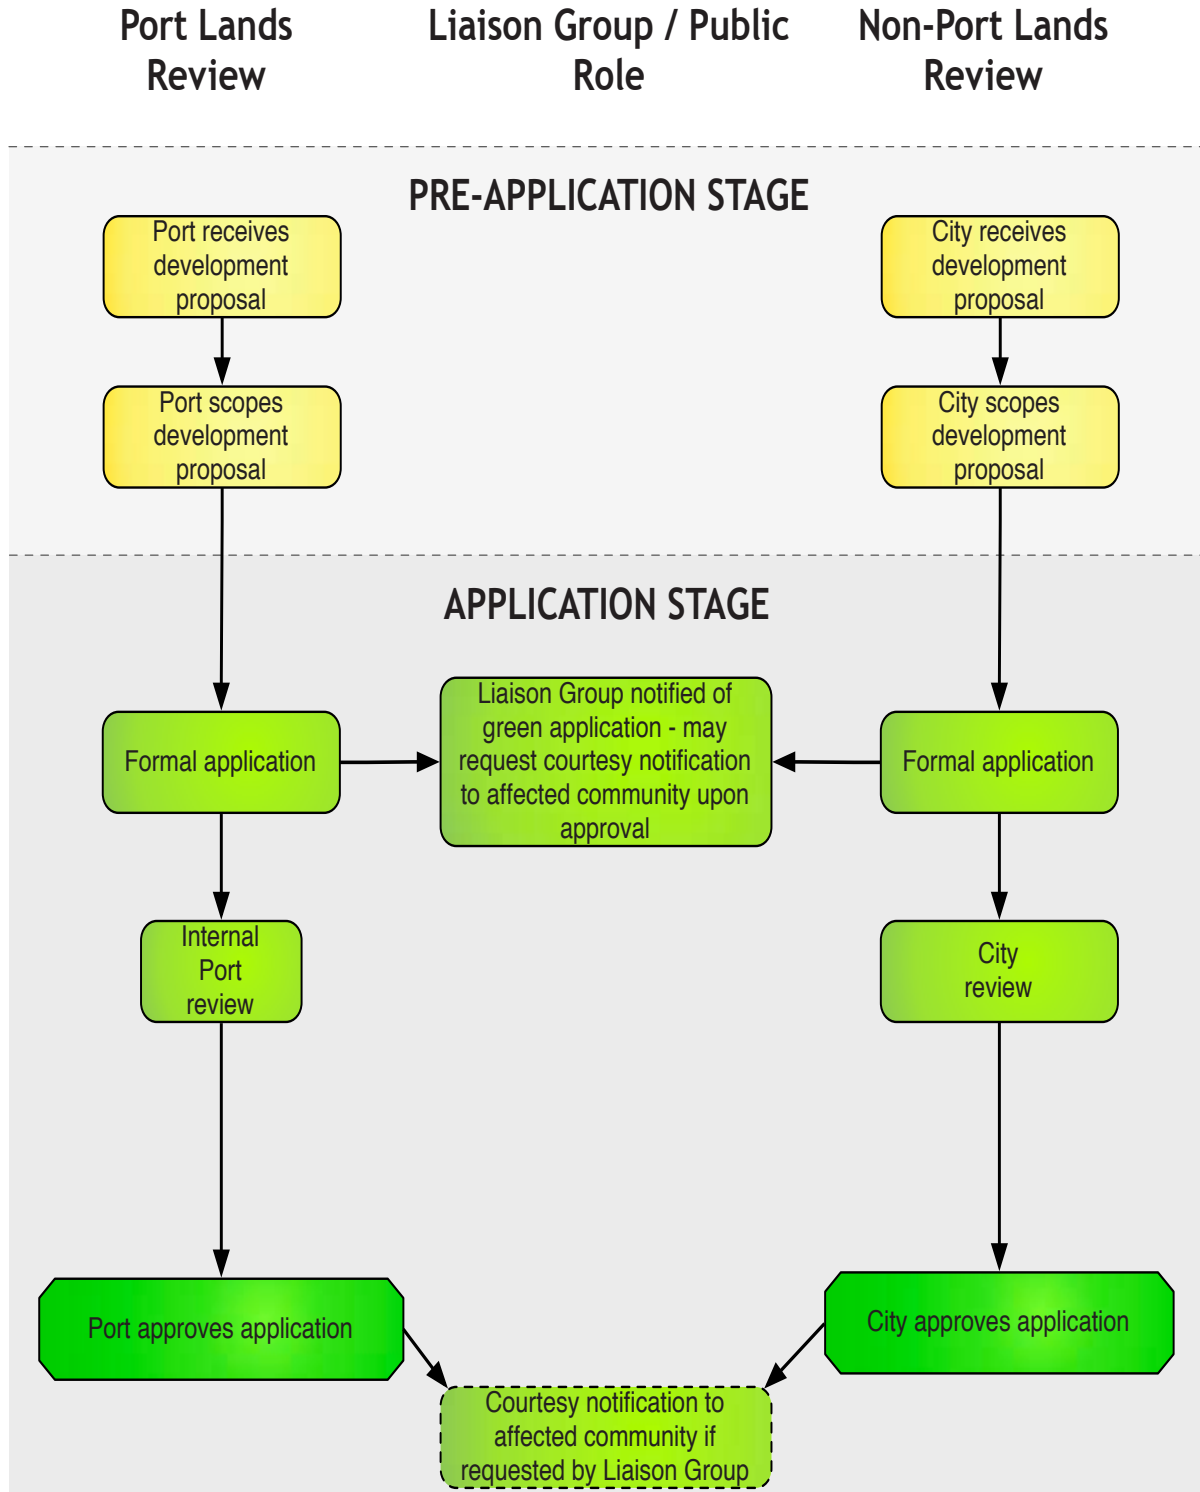 Port Lands
Review
Liaison Group / Public
Role
Non-Port Lands
Review
PRE-APPLICATION STAGE
Port receives
development
proposal
City receives
development
proposal
Port scopes
development
proposal
City scopes
development
proposal
APPLICATION STAGE
Formal application
Liaison Group notified of
green application - may
request courtesy notification
to affected community upon
approval
Formal application
Internal
Port
review
City
review
Port approves application
City approves application
Courtesy notification to
affected community if
requested by Liaison Group